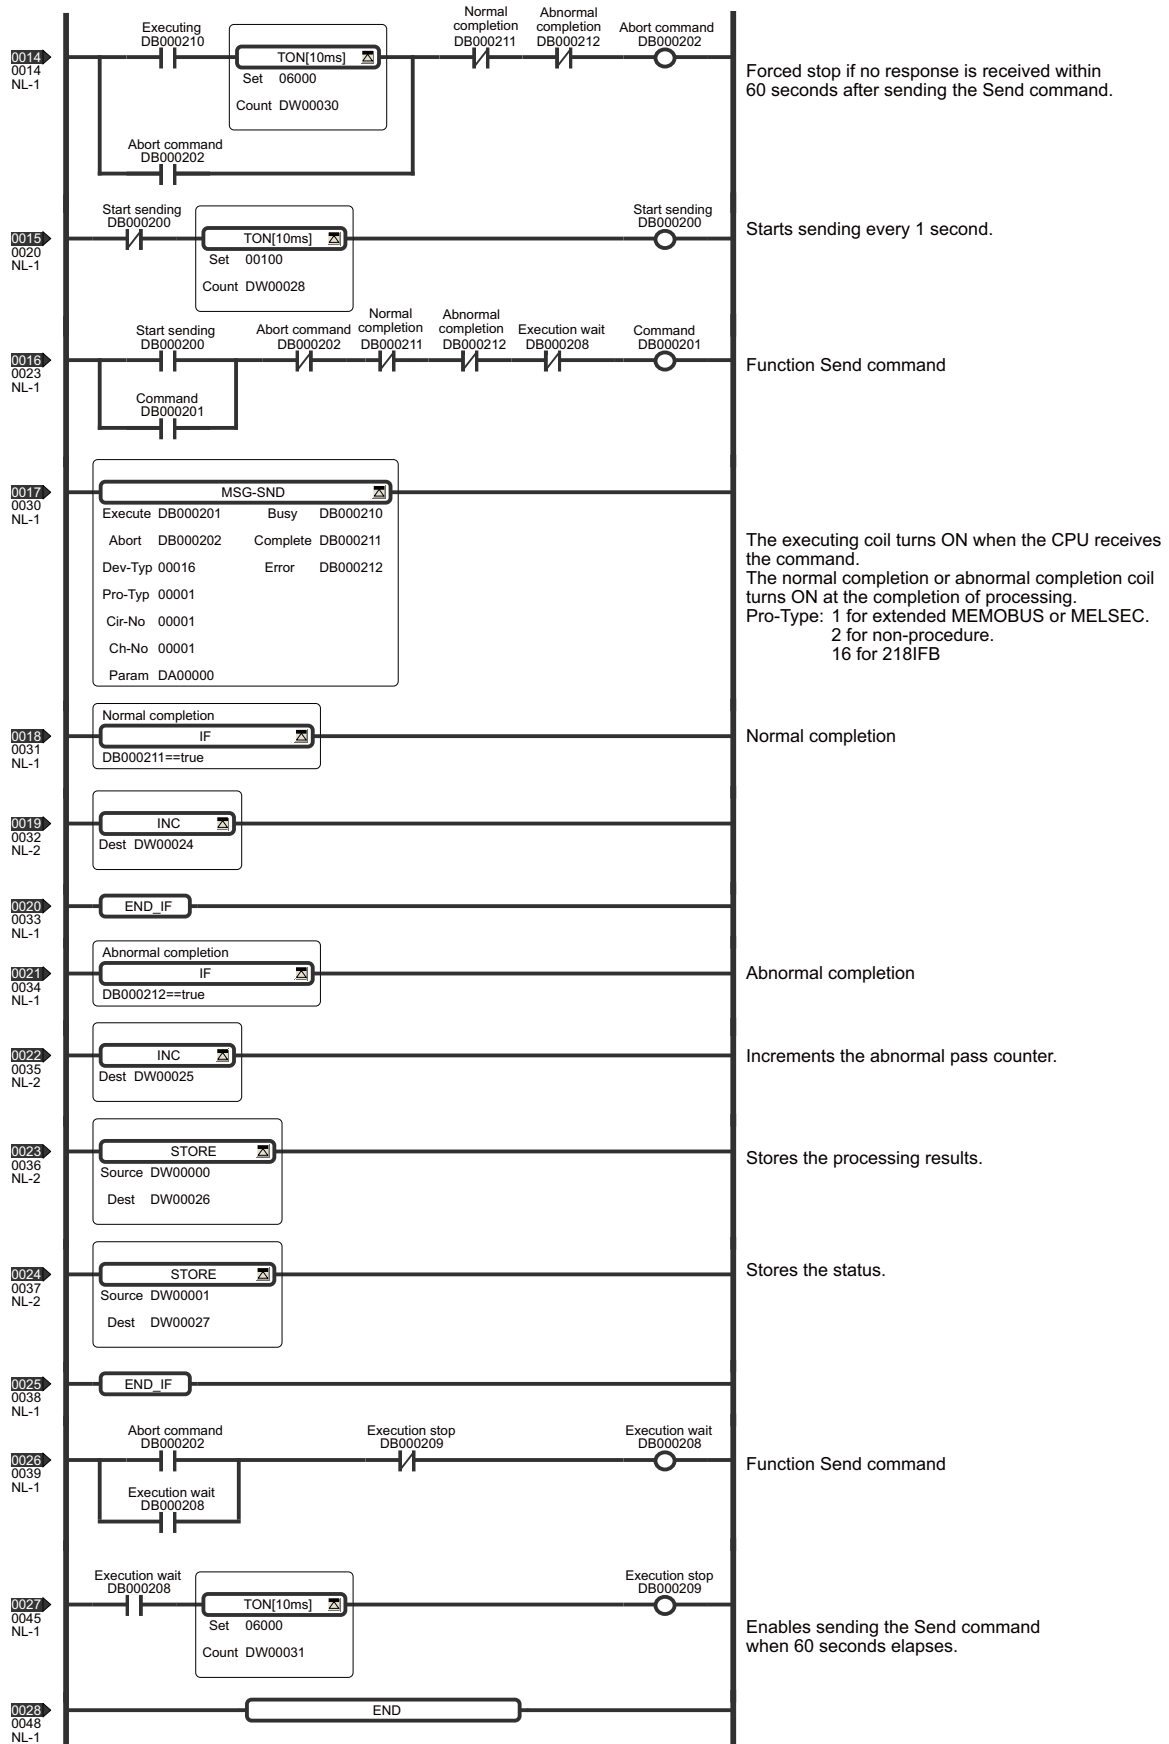 Executing
DB000210
Normal
completion
DB000211
Abnormal
completion
DB000212
Abort command
DB000202
0014
0014
NL-1
TON[10ms]
Set 06000
Count DW00030
Abort command
DB000202
Forced stop if no response is received within
60 seconds after sending the Send command.
Start sending
DB000200
Start sending
DB000200
0015
0020
NL-1
TON[10ms]
Set 00100
Count DW00028
Starts sending every 1 second.
Start sending
DB000200
Abort command
DB000202
Normal
completion
DB000211
Abnormal
completion
DB000212
Execution wait
DB000208
Command
DB000201
0016
0023
NL-1
Command
DB000201
Function Send command
0017
0030
NL-1
MSG-SND
Execute DB000201 Busy DB000210
Abort DB000202 Complete DB000211
Dev-Typ 00016 Error DB000212
Pro-Typ 00001
Cir-No 00001
Ch-No 00001
Param DA00000
The executing coil turns ON when the CPU receives
the command.
The normal completion or abnormal completion coil
turns ON at the completion of processing.
Pro-Type: 1 for extended MEMOBUS or MELSEC.
2 for non-procedure.
16 for 218IFB
0018
0031
NL-1
Normal completion
IF
DB000211==true
Normal completion
0019
0032
NL-2
INC
Dest DW00024
0020
0033
NL-1
END_IF
0021
0034
NL-1
Abnormal completion
IF
DB000212==true
Abnormal completion
0022
0035
NL-2
INC
Dest DW00025
Increments the abnormal pass counter.
0023
0036
NL-2
STORE
Source DW00000
Dest DW00026
Stores the processing results.
0024
0037
NL-2
STORE
Source DW00001
Dest DW00027
Stores the status.
0025
0038
NL-1
END_IF
Abort command
DB000202
Execution stop
DB000209
Execution wait
DB000208
0026
0039
NL-1
Execution wait
DB000208
Function Send command
Execution wait
DB000208
Execution stop
DB000209
0027
0045
NL-1
TON[10ms]
Set 06000
Count DW00031
Enables sending the Send command
when 60 seconds elapses.
0028
0048
NL-1
END